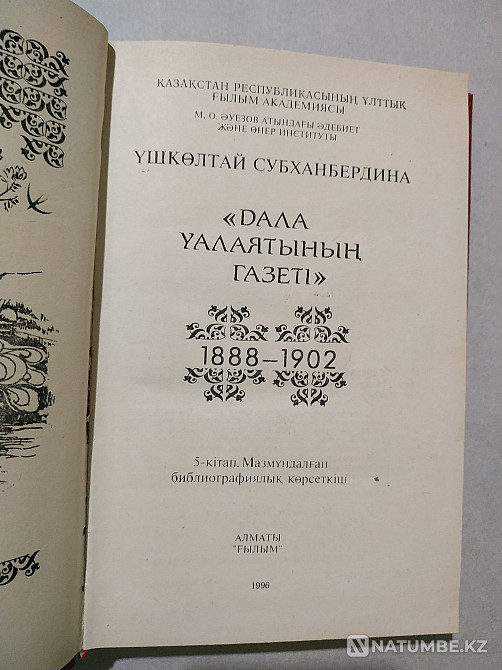 ҚАЗАҚСТАН РЕСПУБЛИКАСЫНЫҢ ҰЛТТЫҚ
ҒЫЛЫМ АКАДЕМИЯСЫ
М. О. ӘУЕЗОВ АТЫНДАҒЫ ӘДЕБИЕТ
ЖӘНЕ ӨНЕР ИНСТИТУТЫ
ҮШКӨЛТАЙ СУБХАНБЕРДИНА
«ДАЛА
УАЛАЯТЫНЫҢ
ГАЗЕТІ»
1888—1902
5-кітап. Мазмұндалған
библиографиялық көрсеткіш
АЛМАТЫ
"ҒЫЛЫМ"
1996
NATUMBE.KZ